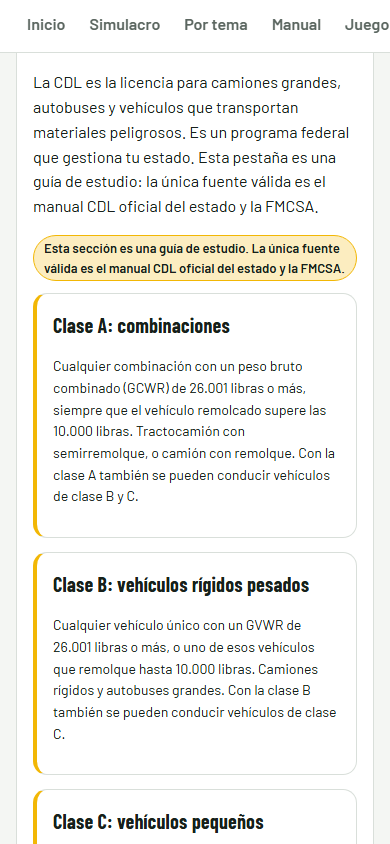 Inicio Simulacro Por tema Manual Juego
La CDL es la licencia para camiones grandes,
autobuses y vehículos que transportan
materiales peligrosos. Es un programa federal
que gestiona tu estado. Esta pestaña es una
guía de estudio: la única fuente válida es el
manual CDL oficial del estado y la FMCSA.
Esta sección es una guía de estudio. La única fuente
válida es el manual CDL oficial del estado y la FMCSA.
Clase A: combinaciones
Cualquier combinación con un peso bruto
combinado (GCWR) de 26.001 libras o más,
siempre que el vehículo remolcado supere las
10.000 libras. Tractocamión con
semirremolque, o camión con remolque. Con la
clase A también se pueden conducir vehículos
de clase B y C.
Clase B: vehículos rígidos pesados
Cualquier vehículo único con un GVWR de
26.001 libras o más, o uno de esos vehículos
que remolque hasta 10.000 libras. Camiones
rígidos y autobuses grandes. Con la clase B
también se pueden conducir vehículos de clase
C.
Clase C: vehículos pequeños